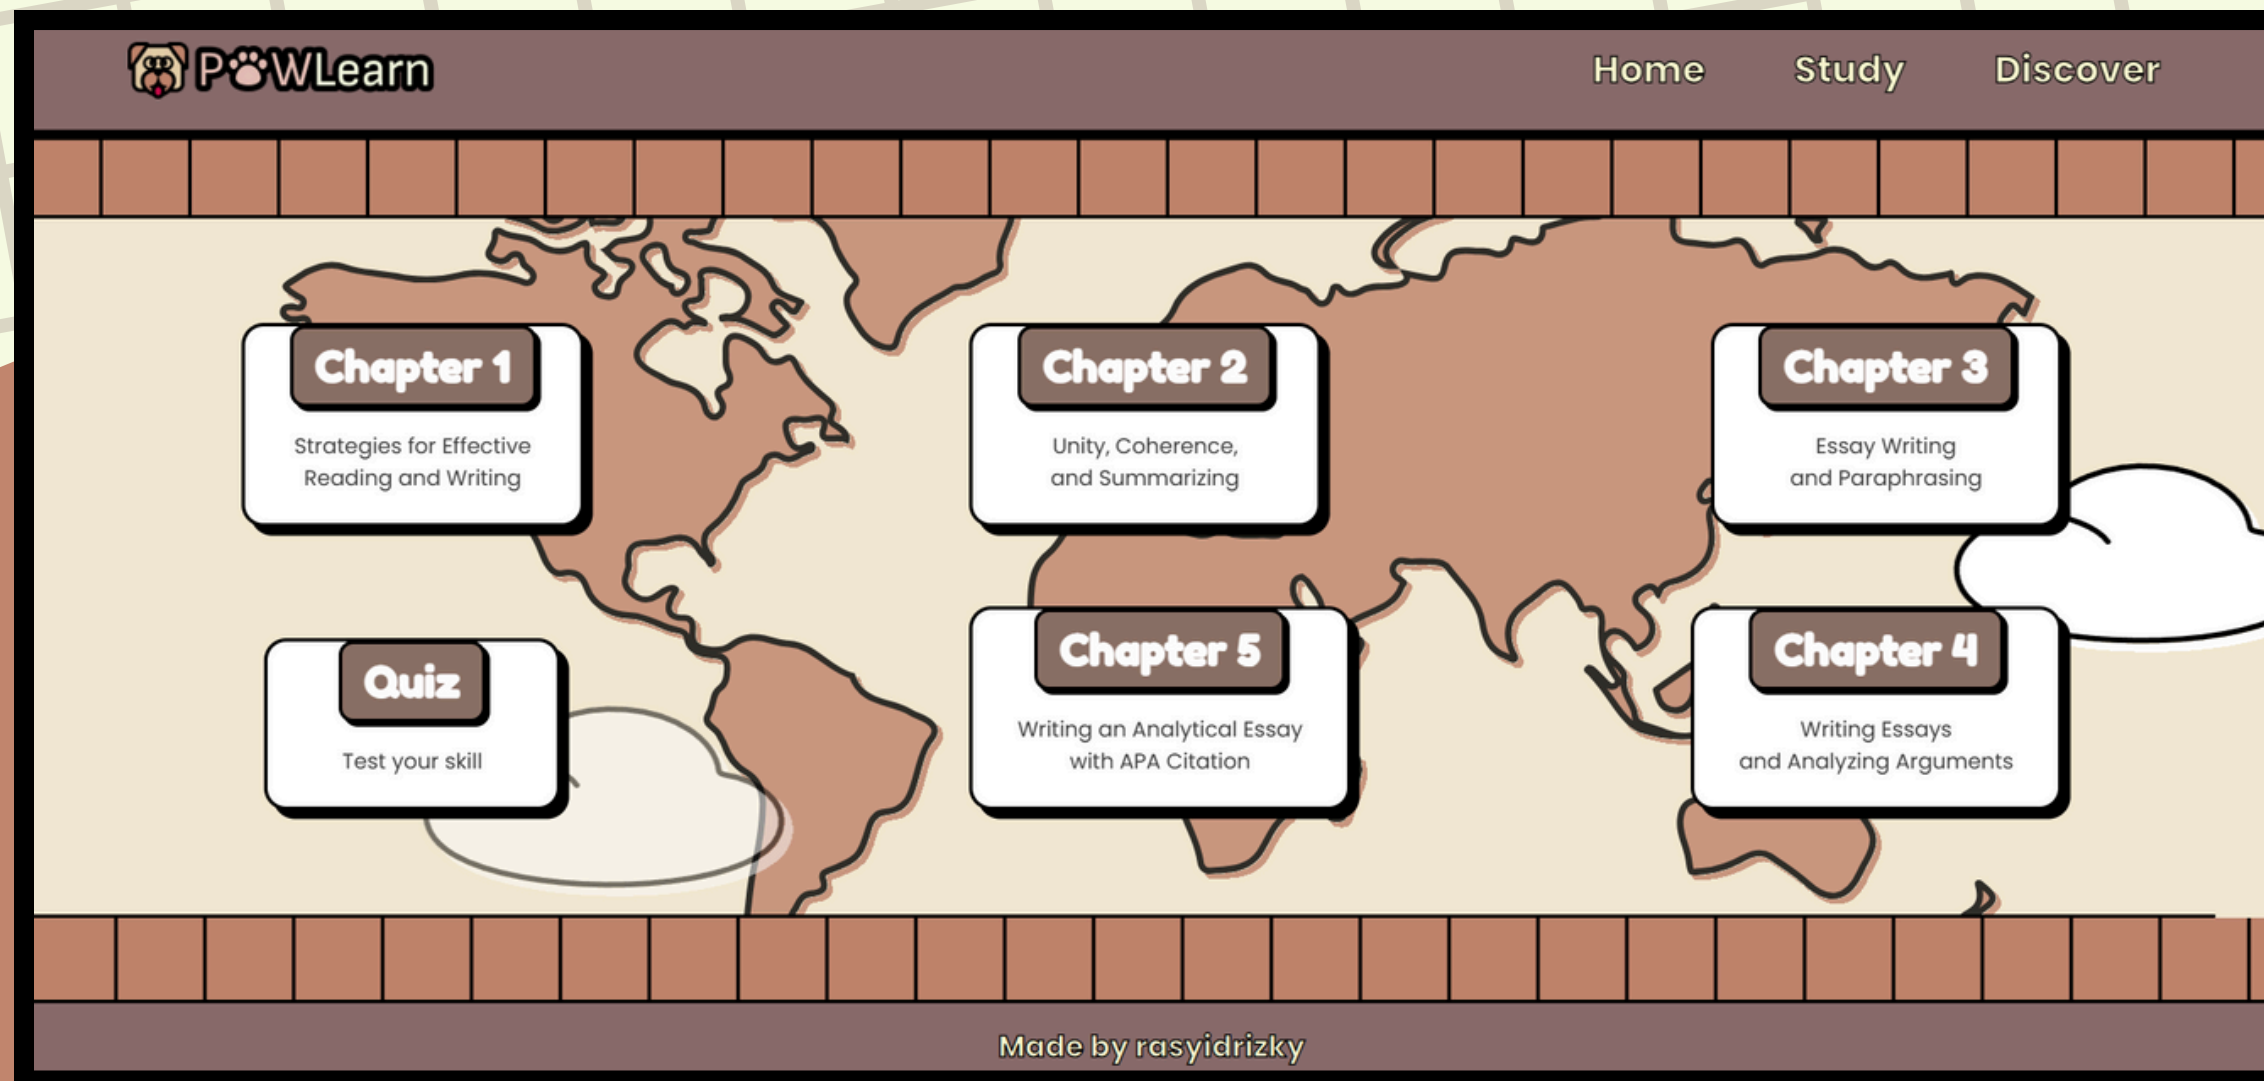 PAWLearn
Home Study Discover
Chapter 1
Strategies for Effective
Reading and Writing
Chapter 2
Unity, Coherence,
and Summarizing
Chapter 3
Essay Writing
and Paraphrasing
Quiz
Test your skill
Chapter 5
Writing an Analytical Essay
with APA Citation
Chapter 4
Writing Essays
and Analyzing Arguments
Made by rasyidrizky